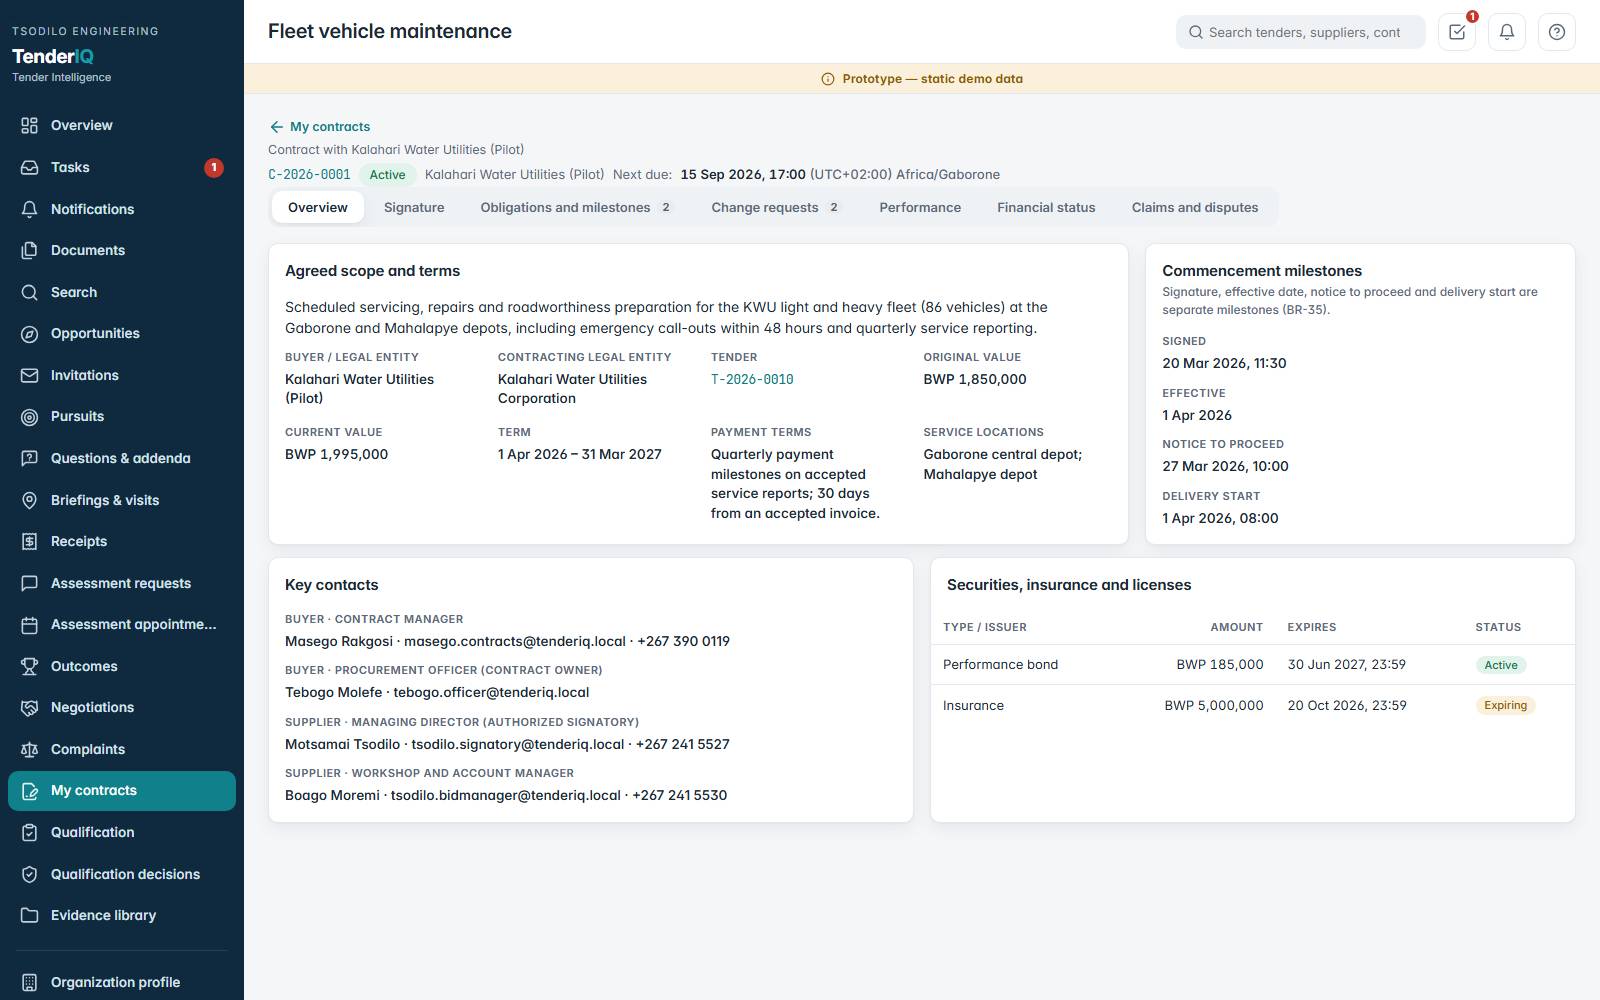 TSODILO ENGINEERING
TenderIQ
Tender Intelligence
Overview
Tasks 1
Notifications
Documents
Search
Opportunities
Invitations
Pursuits
Questions & addenda
Briefings & visits
Receipts
Assessment requests
Assessment appointme...
Outcomes
Negotiations
Complaints
My contracts
Qualification
Qualification decisions
Evidence library
Organization profile
Fleet vehicle maintenance
Search tenders, suppliers, cont
1
Prototype — static demo data
My contracts
Contract with Kalahari Water Utilities (Pilot)
C-2026-0001 Active Kalahari Water Utilities (Pilot) Next due: 15 Sep 2026, 17:00 (UTC+02:00) Africa/Gaborone
Overview Signature Obligations and milestones 2 Change requests 2 Performance Financial status Claims and disputes
Agreed scope and terms
Scheduled servicing, repairs and roadworthiness preparation for the KWU light and heavy fleet (86 vehicles) at the
Gaborone and Mahalapye depots, including emergency call-outs within 48 hours and quarterly service reporting.
BUYER / LEGAL ENTITY
Kalahari Water Utilities
(Pilot)
CONTRACTING LEGAL ENTITY
Kalahari Water Utilities
Corporation
TENDER
T-2026-0010
ORIGINAL VALUE
BWP 1,850,000
CURRENT VALUE
BWP 1,995,000
TERM
1 Apr 2026 – 31 Mar 2027
PAYMENT TERMS
Quarterly payment
milestones on accepted
service reports; 30 days
from an accepted invoice.
SERVICE LOCATIONS
Gaborone central depot;
Mahalapye depot
Commencement milestones
Signature, effective date, notice to proceed and delivery start are
separate milestones (BR-35).
SIGNED
20 Mar 2026, 11:30
EFFECTIVE
1 Apr 2026
NOTICE TO PROCEED
27 Mar 2026, 10:00
DELIVERY START
1 Apr 2026, 08:00
Key contacts
BUYER · CONTRACT MANAGER
Masego Rakgosi · masego.contracts@tenderiq.local · +267 390 0119
BUYER · PROCUREMENT OFFICER (CONTRACT OWNER)
Tebogo Molefe · tebogo.officer@tenderiq.local
SUPPLIER · MANAGING DIRECTOR (AUTHORIZED SIGNATORY)
Motsamai Tsodilo · tsodilo.signatory@tenderiq.local · +267 241 5527
SUPPLIER · WORKSHOP AND ACCOUNT MANAGER
Boago Moremi · tsodilo.bidmanager@tenderiq.local · +267 241 5530
Securities, insurance and licenses
TYPE / ISSUER AMOUNT EXPIRES STATUS
Performance bond BWP 185,000 30 Jun 2027, 23:59 Active
Insurance BWP 5,000,000 20 Oct 2026, 23:59 Expiring